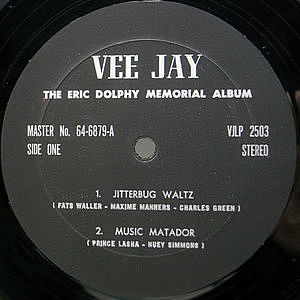 VEE JAY
THE ERIC DOLPHY MEMORIAL ALBUM
MASTER No. 64-6879-A VJLP 2503
SIDE ONE STEREO
1. JITTERBUG WALTZ
( FATS WALLER - MAXIME MANNERS - CHARLES GREEN )
2. MUSIC MATADOR
( PRINCE LASHA - HUEY SIMMONS )